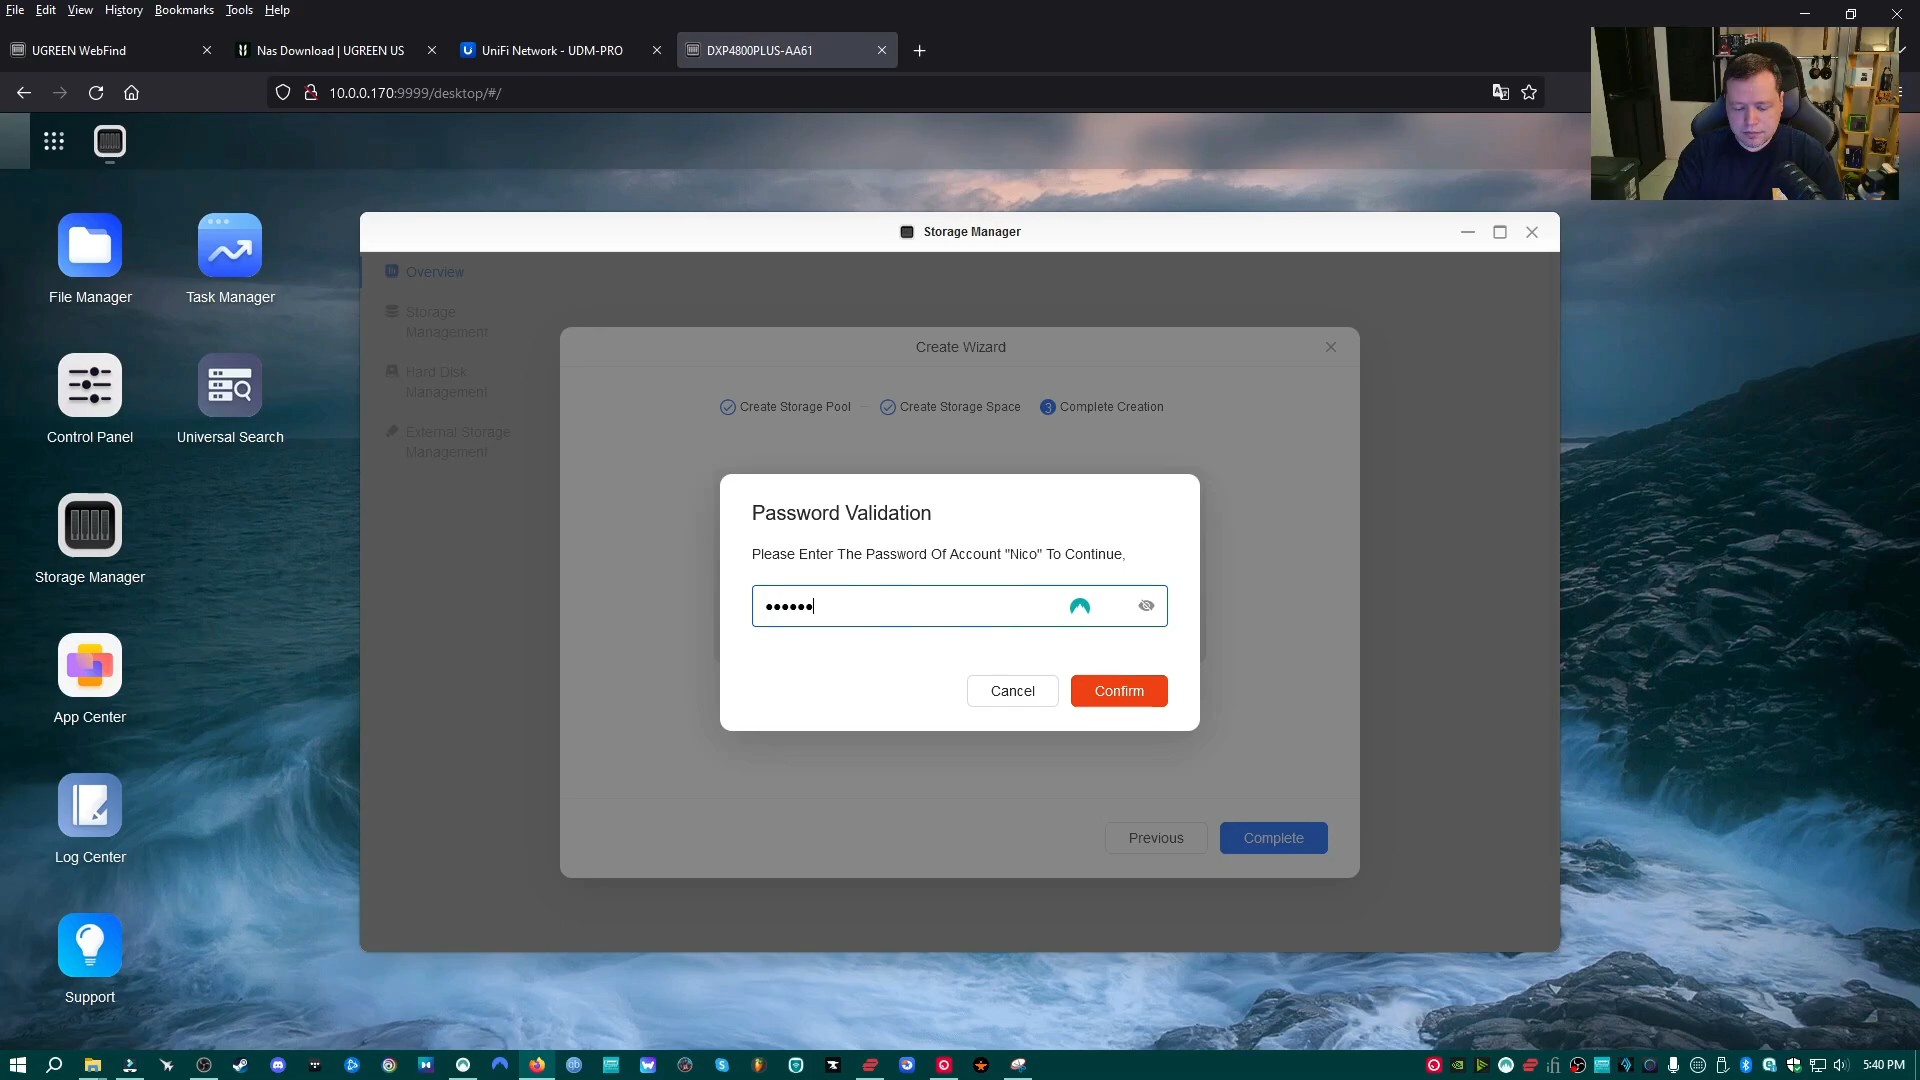 File Edit View History Bookmarks Tools Help
UGREEN WebFind
Nas Download | UGREEN US
UniFi Network - UDM-PRO
DXP4800PLUS-AA61
10.0.0.170:9999/desktop/#/
Storage Manager
File Manager
Task Manager
Control Panel
Universal Search
Storage Manager
App Center
Log Center
Support
Overview
Storage
Management
Hard Disk
Management
External Storage
Management
Create Wizard
Create Storage Pool
Create Storage Space
3 Complete Creation
Password Validation
Please Enter The Password Of Account "Nico" To Continue,
••••••
Cancel
Confirm
Previous
Complete
5:40 PM